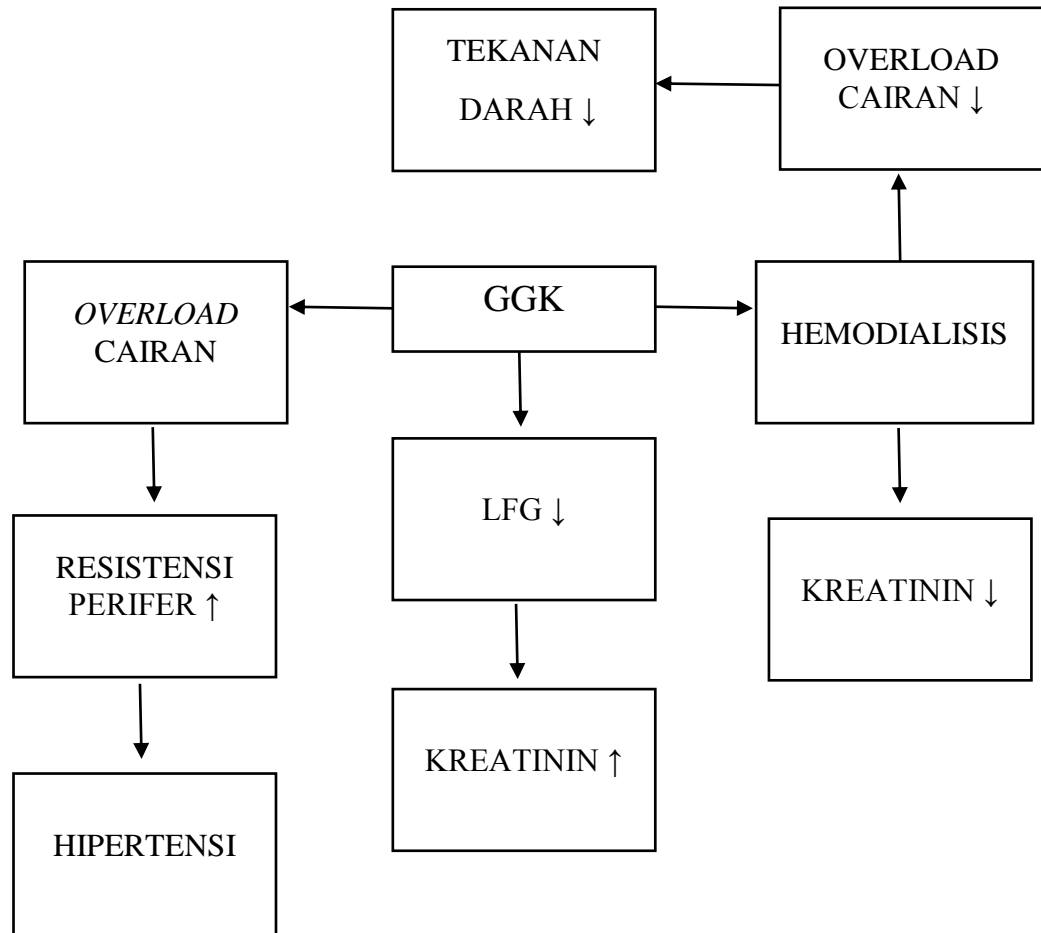 TEKANAN
DARAH ↓
OVERLOAD
CAIRAN ↓
OVERLOAD
CAIRAN
GGK
HEMODIALISIS
RESISTENSI
PERIFER ↑
LFG ↓
KREATININ ↓
HIPERTENSI
KREATININ ↑